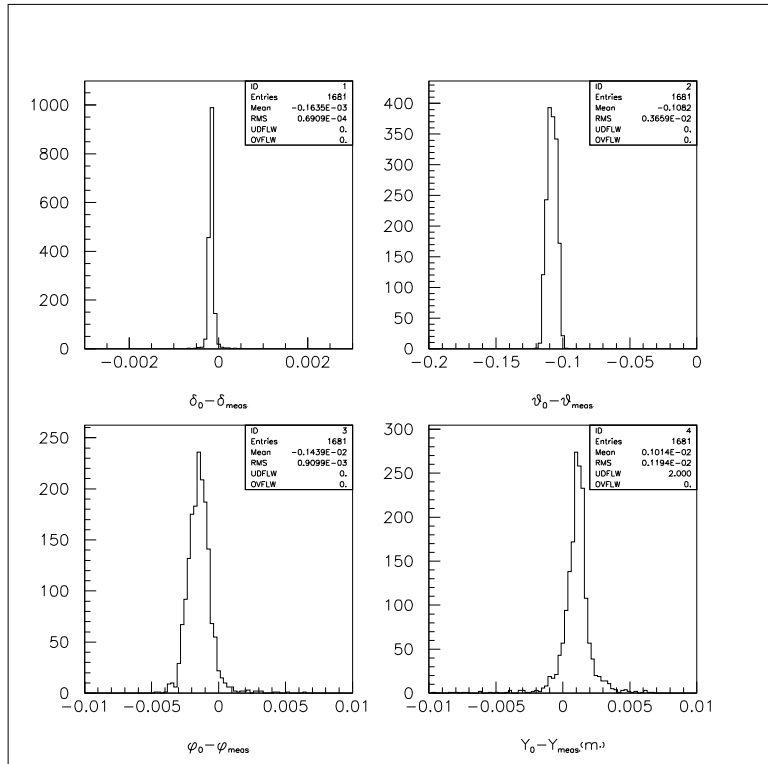 ID 1
Entries 1681
Mean -0.1635E-03
RMS 0.6909E-04
UDFLW 0.
OVFLW 0.
1000
800
600
400
200
0
-0.002 0 0.002
δ₀-δmeas.
ID 2
Entries 1681
Mean -0.1082
RMS 0.3659E-02
UDFLW 0.
OVFLW 0.
400
350
300
250
200
150
100
50
0
-0.2 -0.15 -0.1 -0.05 0
ϑ₀-ϑmeas.
ID 3
Entries 1681
Mean -0.1439E-02
RMS 0.9099E-03
UDFLW 0.
OVFLW 0.
250
200
150
100
50
0
-0.01 -0.005 0 0.005 0.01
φ₀-φmeas.
ID 4
Entries 1681
Mean 0.1014E-02
RMS 0.1194E-02
UDFLW 2.000
OVFLW 0.
300
250
200
150
100
50
0
-0.01 -0.005 0 0.005 0.01
Y₀-Ymeas.(m.)